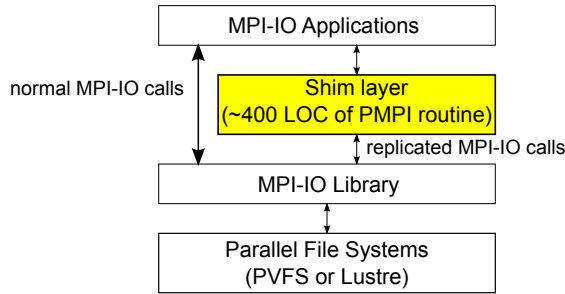 MPI-IO Applications
normal MPI-IO calls
Shim layer
(~400 LOC of PMPI routine)
replicated MPI-IO calls
MPI-IO Library
Parallel File Systems
(PVFS or Lustre)